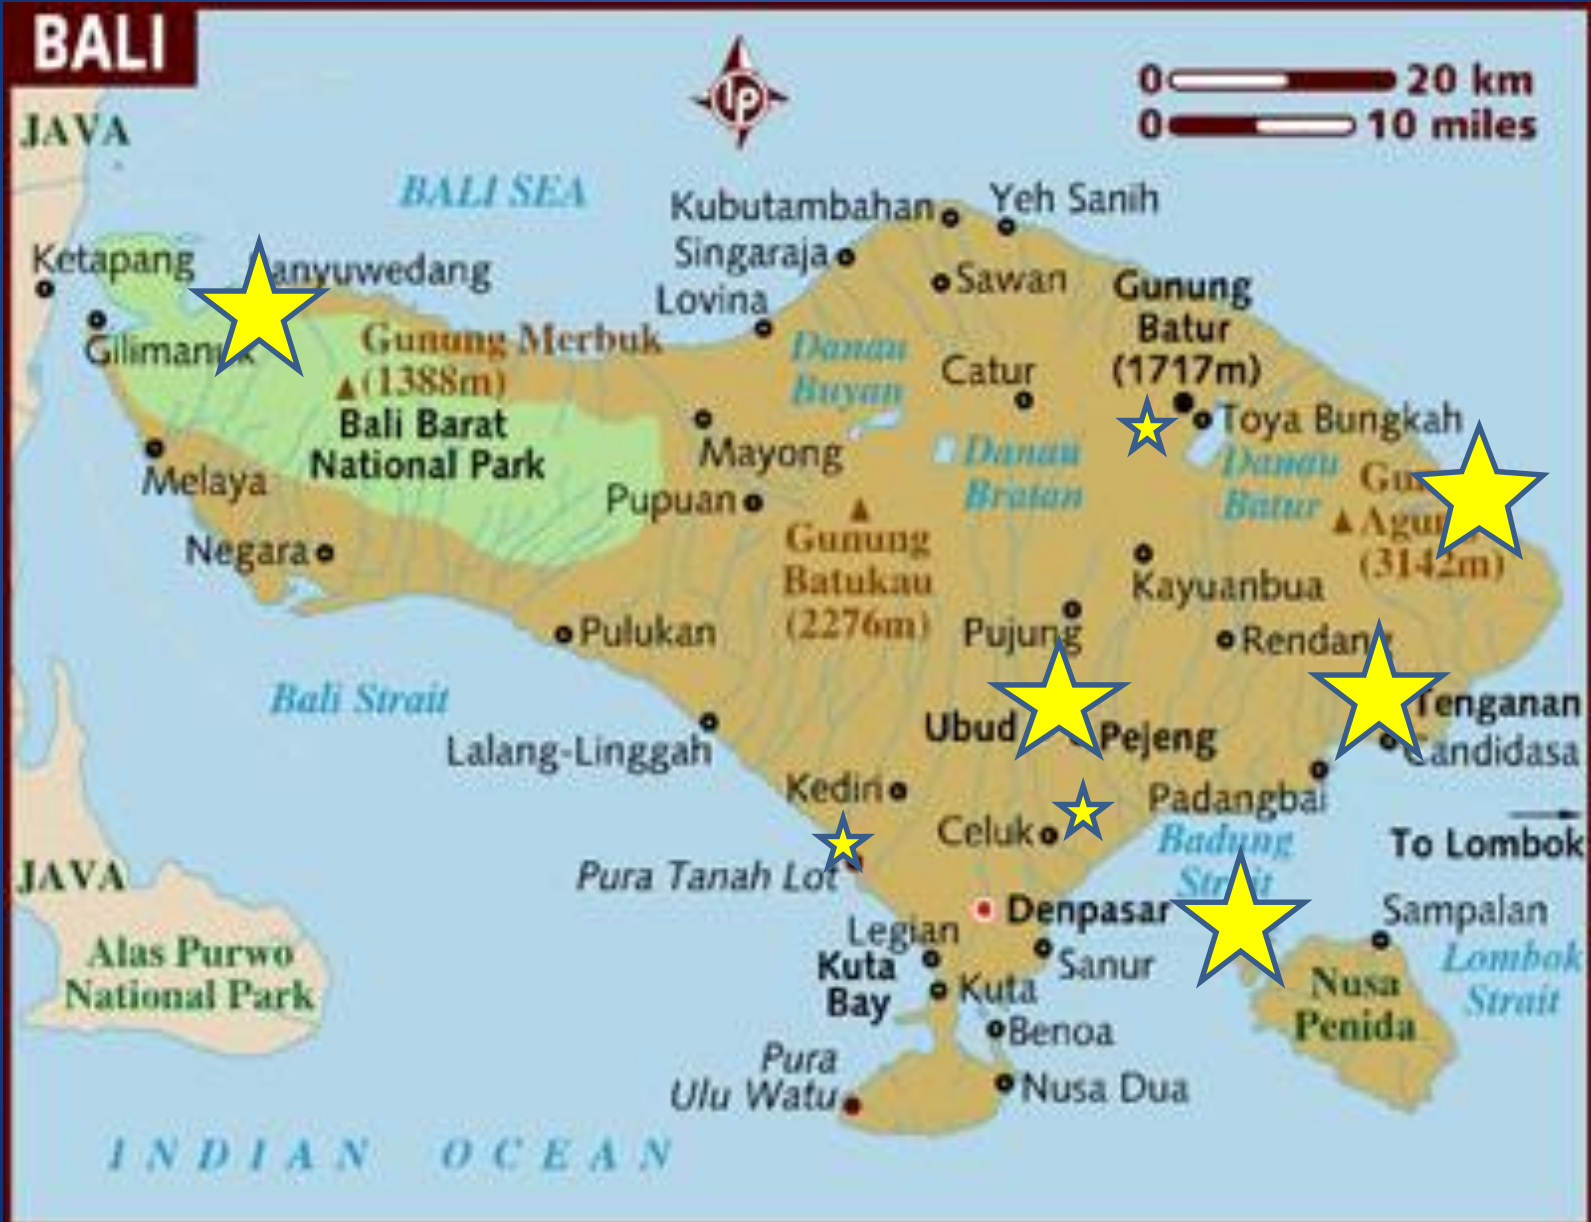 BALI
JAVA
lp
0 20 km
0 10 miles
BALI SEA
Kubutambahan
Yeh Sanih
Singaraja
Ketapang
anyuwedang
Sawan
Gunung
Batur
(1717m)
Lovina
Gilimanuk
Gunung Merbuk
(1388m)
Danau
Buyan
Catur
Bali Barat
National Park
Toya Bungkah
Mayong
Danau
Bratan
Danau
Batur
Melaya
Pupuan
Agung
(3142m)
Gunung
Batukau
(2276m)
Negara
Kayuanbua
Pulukan
Pujung
Rendang
Bali Strait
Tenganan
Ubud
Pejeng
Candidasa
Lalang-Linggah
Kediri
Padangbai
Celuk
Badung
Strait
To Lombok
JAVA
Pura Tanah Lot
Denpasar
Sampalan
Legian
Alas Purwo
National Park
Kuta
Bay
Sanur
Lombok
Strait
Kuta
Nusa
Penida
Benoa
Pura
Ulu Watu
Nusa Dua
INDIAN OCEAN